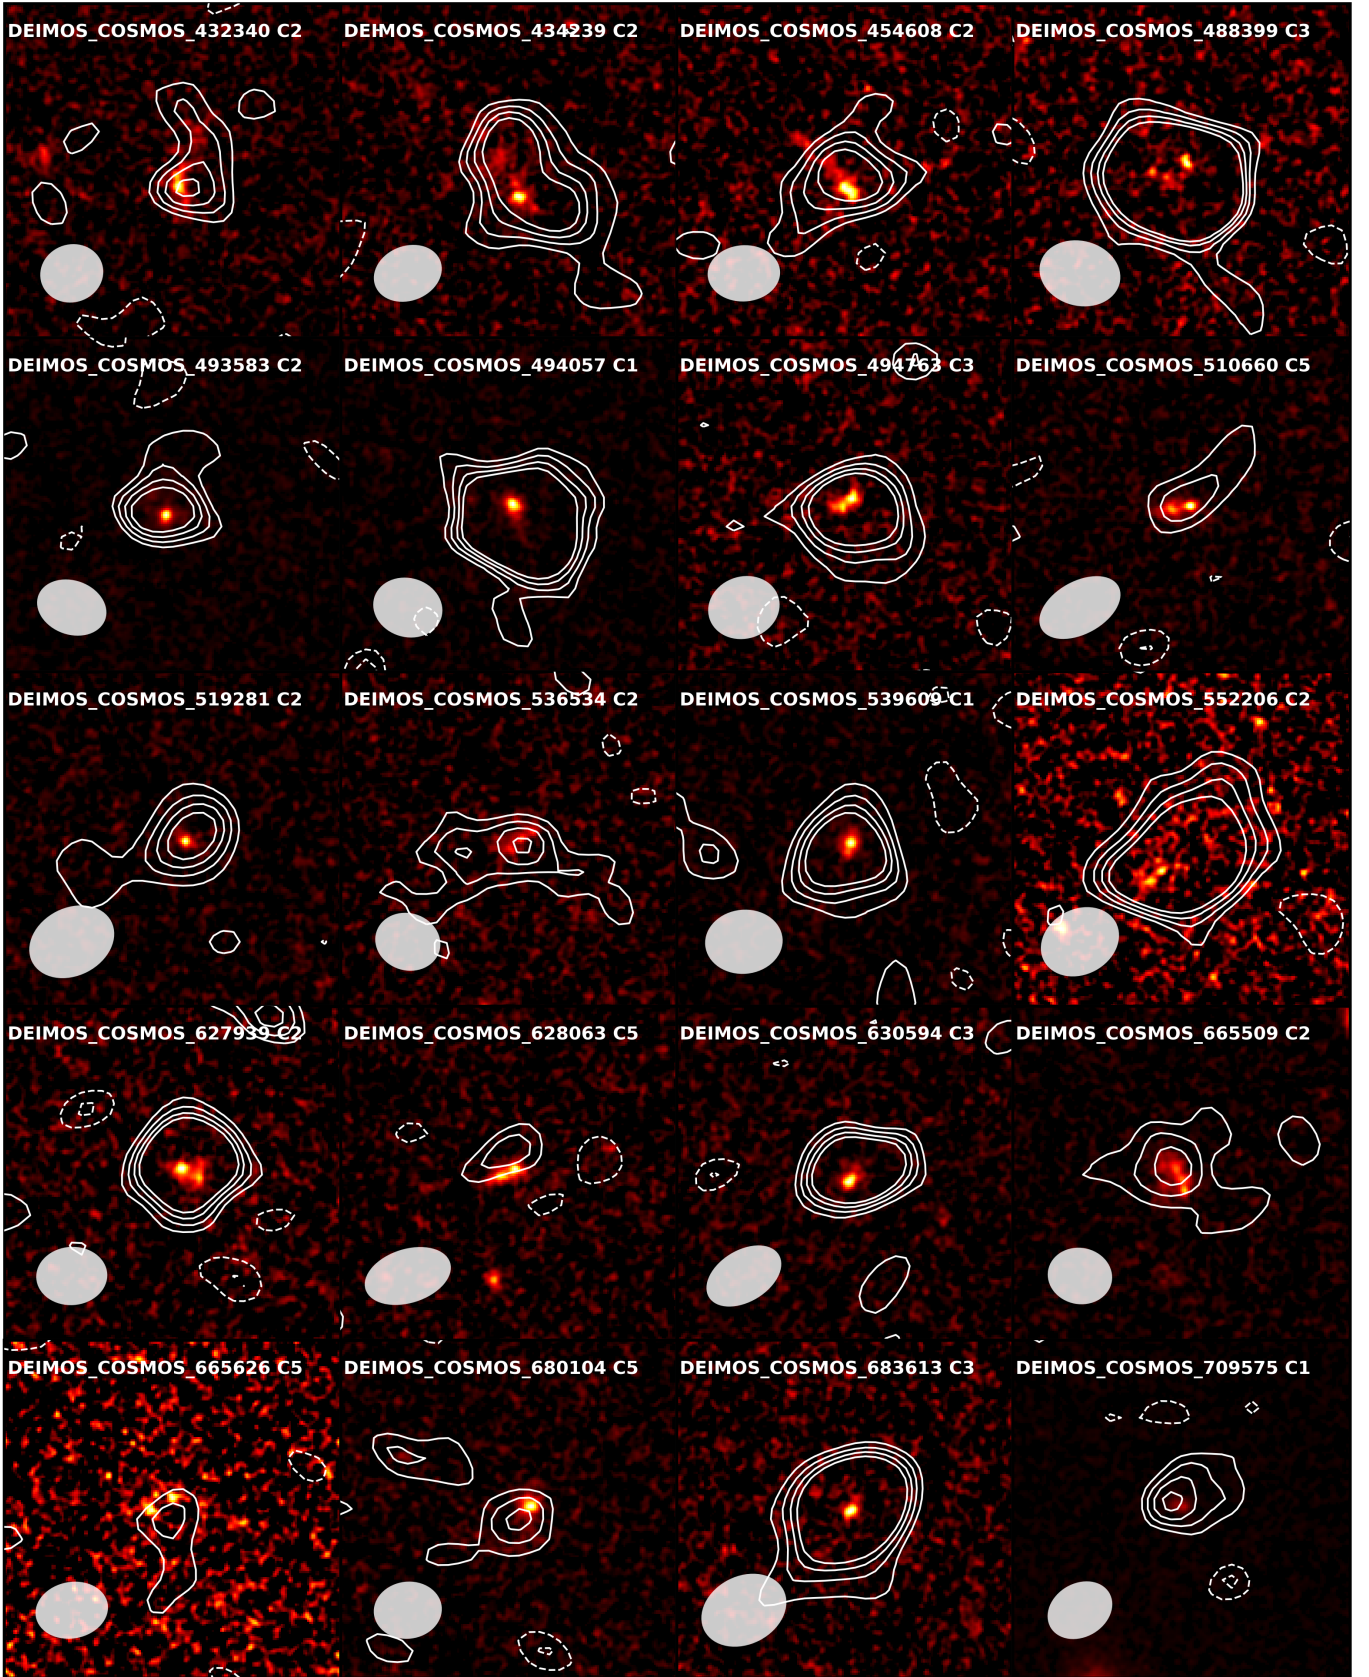 DEIMOS_COSMOS_432340 C2
DEIMOS_COSMOS_434239 C2
DEIMOS_COSMOS_454608 C2
DEIMOS_COSMOS_488399 C3
DEIMOS_COSMOS_493583 C2
DEIMOS_COSMOS_494057 C1
DEIMOS_COSMOS_494763 C3
DEIMOS_COSMOS_510660 C5
DEIMOS_COSMOS_519281 C2
DEIMOS_COSMOS_536534 C2
DEIMOS_COSMOS_539609 C1
DEIMOS_COSMOS_552206 C2
DEIMOS_COSMOS_627939 C2
DEIMOS_COSMOS_628063 C5
DEIMOS_COSMOS_630594 C3
DEIMOS_COSMOS_665509 C2
DEIMOS_COSMOS_665626 C5
DEIMOS_COSMOS_680104 C5
DEIMOS_COSMOS_683613 C3
DEIMOS_COSMOS_709575 C1